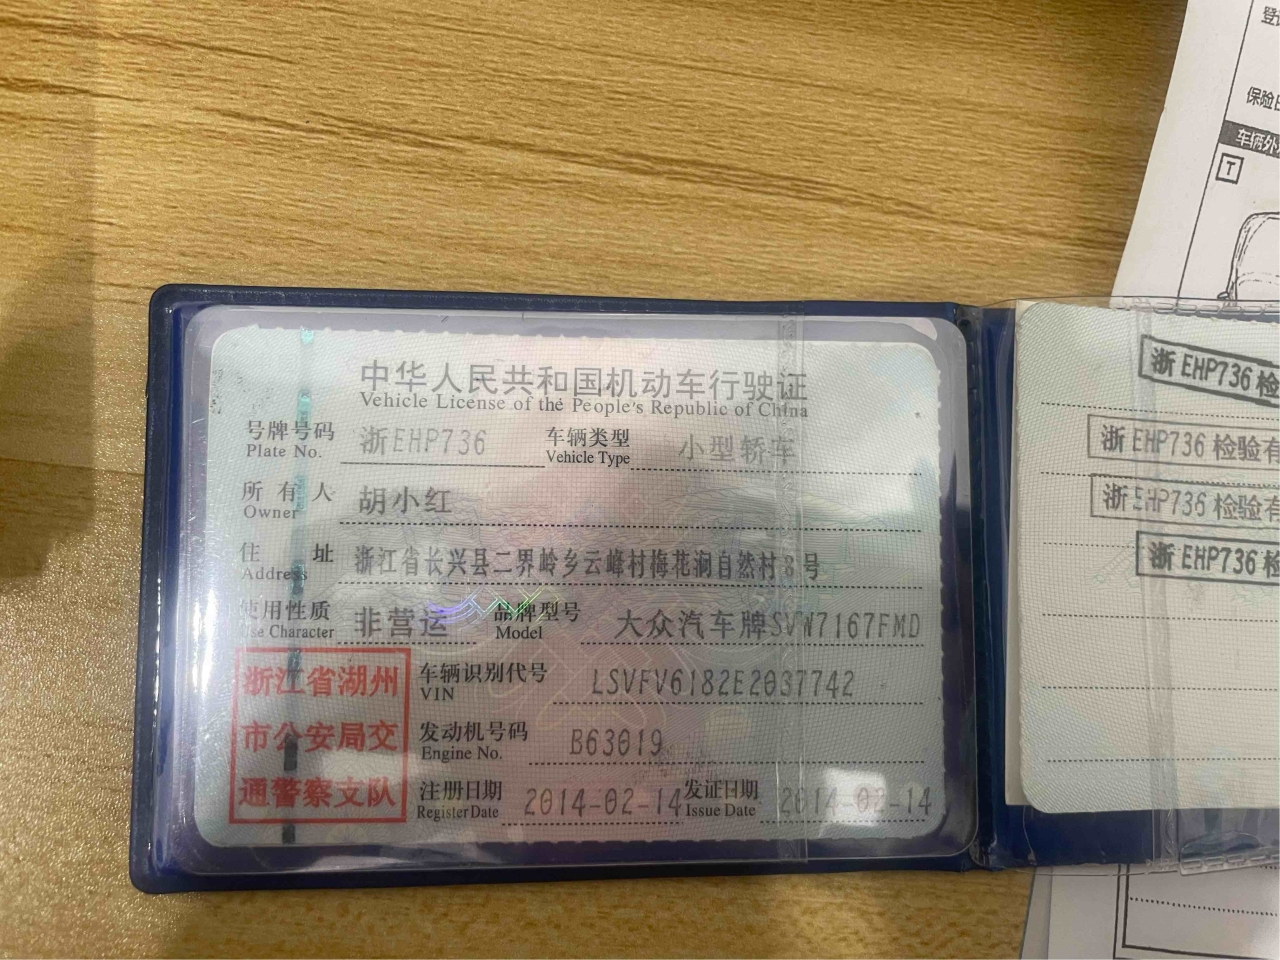 中华人民共和国机动车行驶证
Vehicle License of the People's Republic of China
号牌号码 浙EHP736 车辆类型 小型轿车
Plate No. Vehicle Type
所有人 胡小红
Owner
住址 浙江省长兴县二界岭乡云峰村梅花涧自然村8号
Address
使用性质 非营运 品牌型号 大众汽车牌SVW7167FMD
Use Character Model
车辆识别代号 LSVFV6182E2037742
VIN
发动机号码 B63019
Engine No.
注册日期 2014-02-14 发证日期 2014-02-14
Register Date Issue Date
浙江省湖州
市公安局交
通警察支队
浙EHP736检
浙EHP736检验有
浙EHP736检验有
浙EHP736检
保险
车辆外
T